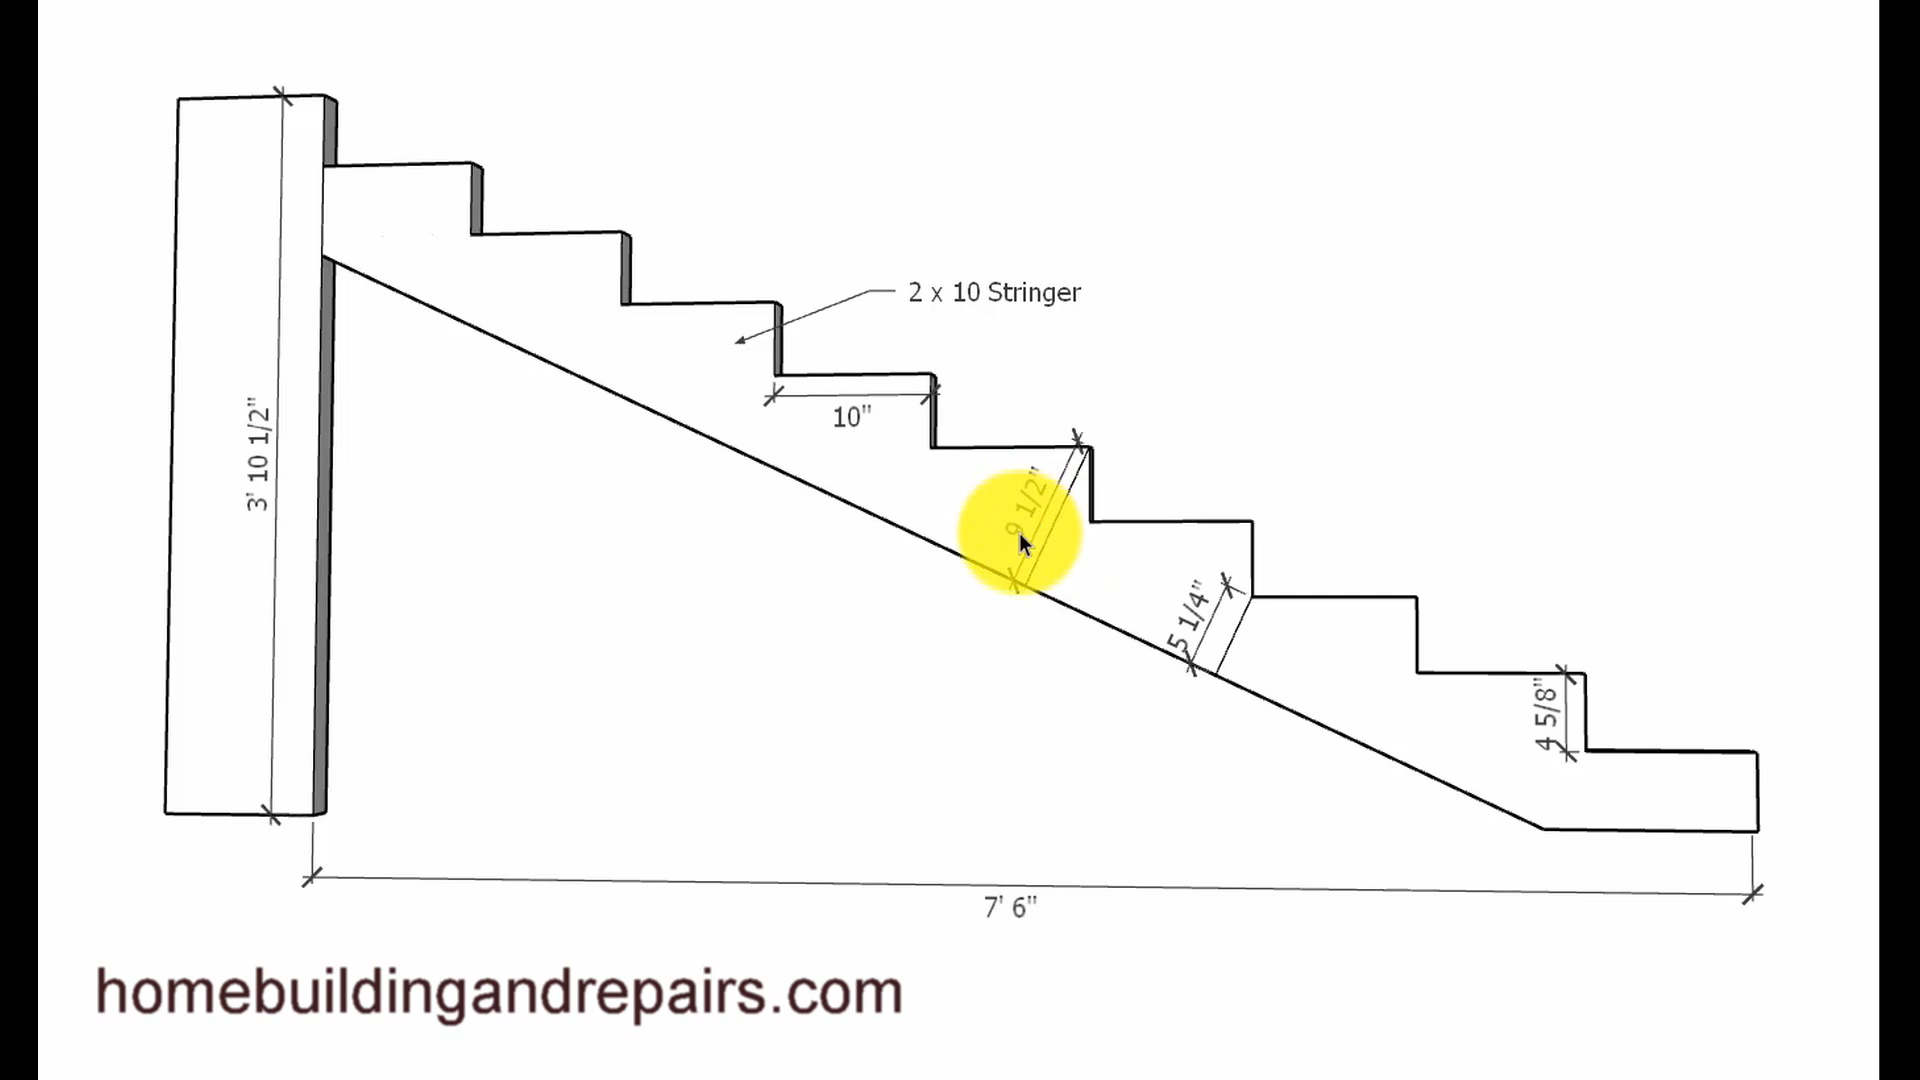 2 x 10 Stringer
10"
3' 10 1/2"
9 1/2"
5 1/4"
4 5/8"
7' 6"
homebuildingandrepairs.com